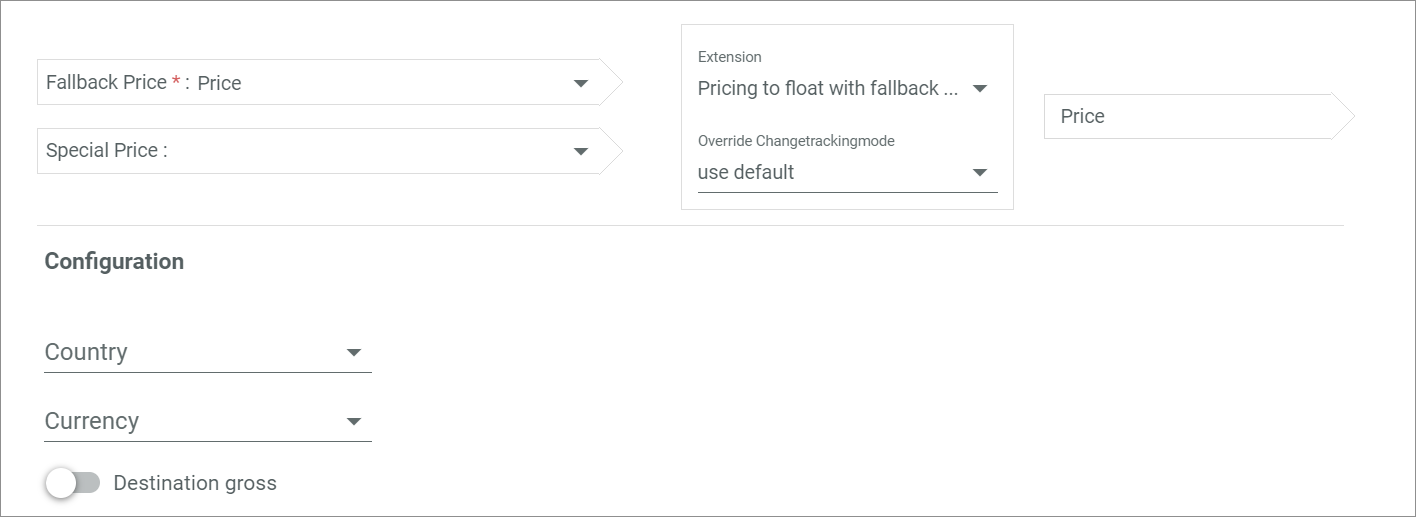 Fallback Price * : Price
Special Price :
Extension
Pricing to float with fallback ...
Override Changetrackingmode
use default
Price
Configuration
Country
Currency
Destination gross